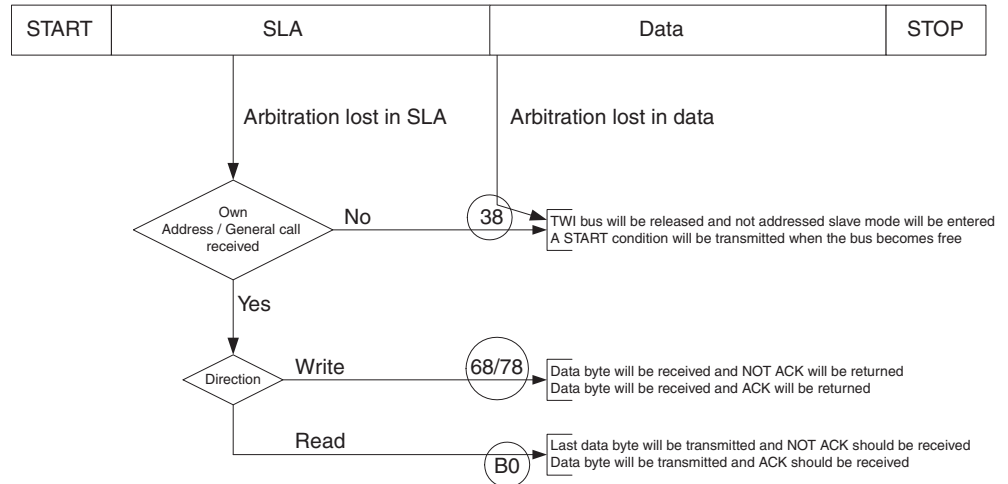 START SLA Data STOP
Arbitration lost in SLA Arbitration lost in data
Own
Address / General call
received
No
38
TWI bus will be released and not addressed slave mode will be entered
A START condition will be transmitted when the bus becomes free
Yes
Direction
Write
68/78
Data byte will be received and NOT ACK will be returned
Data byte will be received and ACK will be returned
Read
B0
Last data byte will be transmitted and NOT ACK should be received
Data byte will be transmitted and ACK should be received